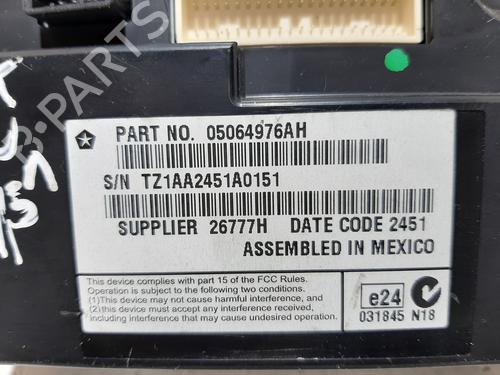 B-PARTS
PART NO. 05064976AH
S/N TZ1AA2451A0151
SUPPLIER 26777H DATE CODE 2451
ASSEMBLED IN MEXICO
This device complies with part 15 of the FCC Rules.
Operation is subject to the following two conditions.
(1)This device may not cause harmful interference, and
(2)this device must accept any interference received,
including interference that may cause undesired operation.
e24
031845 N18